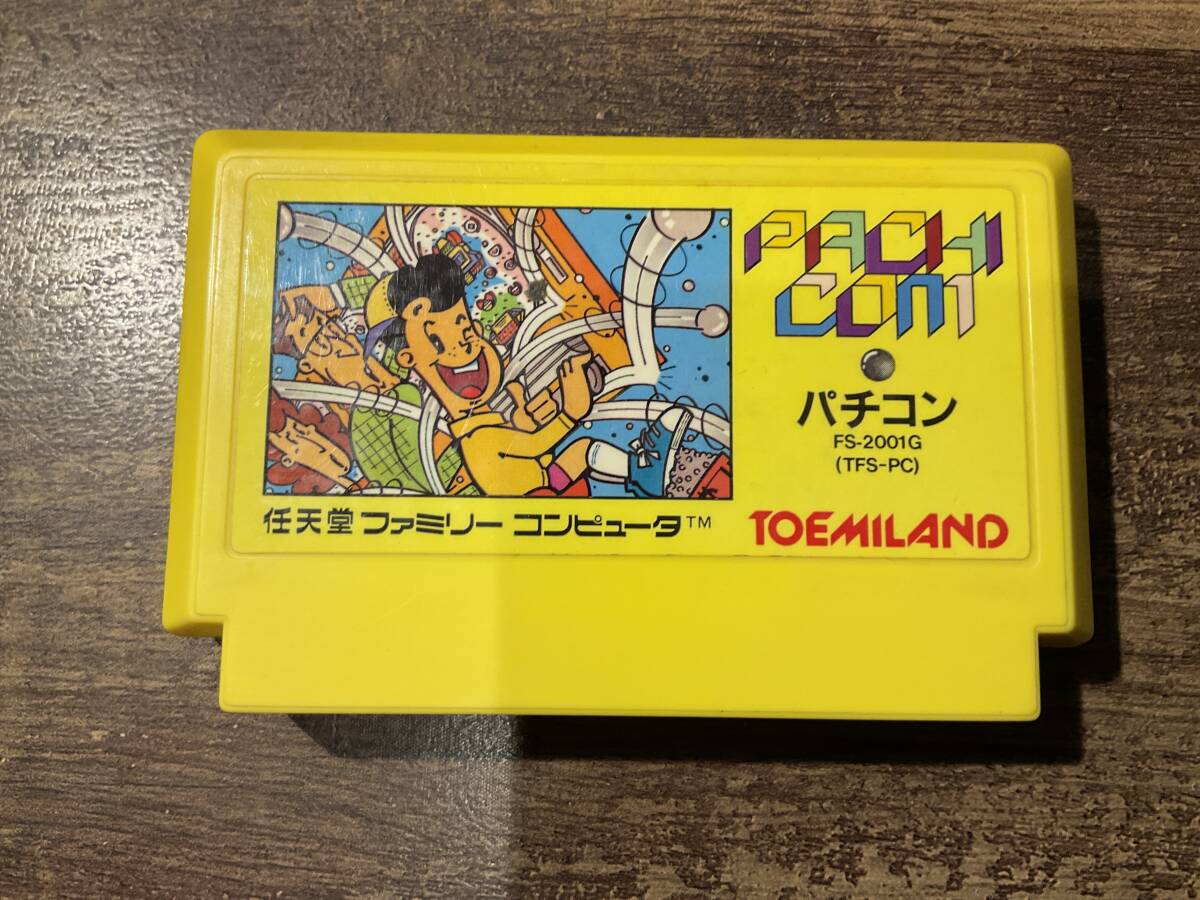 PACHI
COM
パチコン
FS-2001G
(TFS-PC)
任天堂 ファミリー コンピュータ™
TOEMILAND